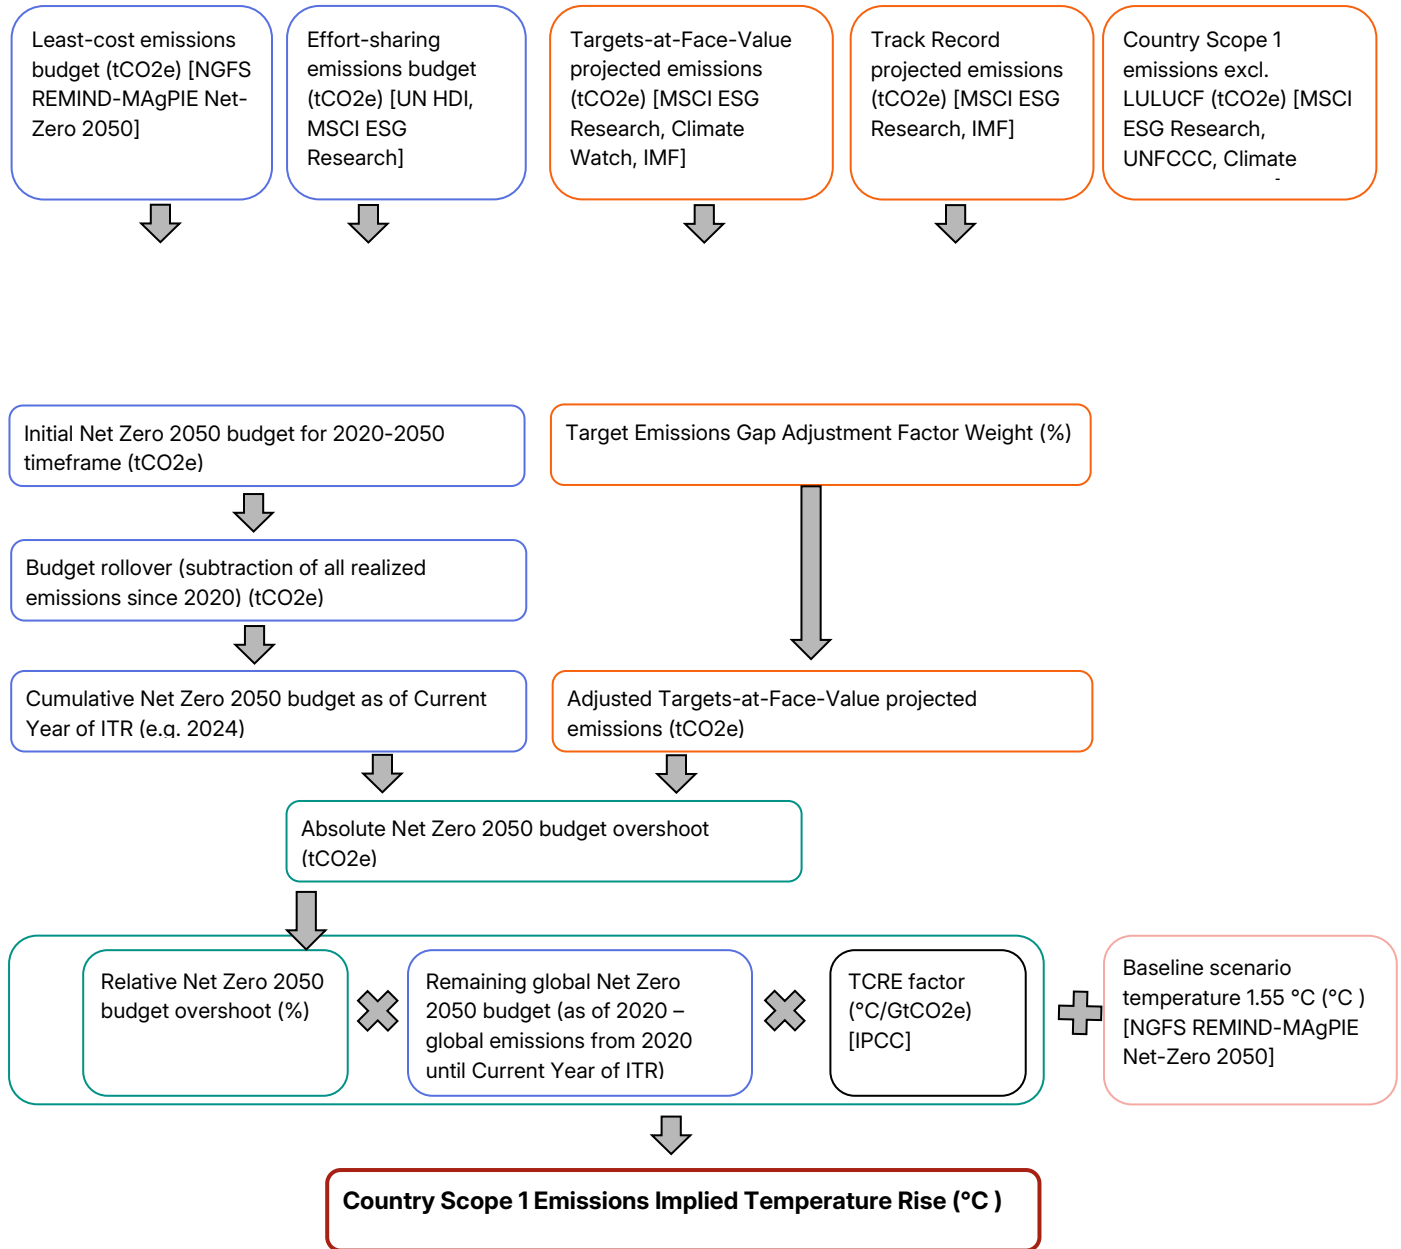 Least-cost emissions
budget (tCO2e) [NGFS
REMIND-MAgPIE Net-
Zero 2050]
Effort-sharing
emissions budget
(tCO2e) [UN HDI,
MSCI ESG
Research]
Targets-at-Face-Value
projected emissions
(tCO2e) [MSCI ESG
Research, Climate
Watch, IMF]
Track Record
projected emissions
(tCO2e) [MSCI ESG
Research, IMF]
Country Scope 1
emissions excl.
LULUCF (tCO2e) [MSCI
ESG Research,
UNFCCC, Climate
Initial Net Zero 2050 budget for 2020-2050
timeframe (tCO2e)
Target Emissions Gap Adjustment Factor Weight (%)
Budget rollover (subtraction of all realized
emissions since 2020) (tCO2e)
Cumulative Net Zero 2050 budget as of Current
Year of ITR (e.g. 2024)
Adjusted Targets-at-Face-Value projected
emissions (tCO2e)
Absolute Net Zero 2050 budget overshoot
(tCO2e)
Relative Net Zero 2050
budget overshoot (%)
Remaining global Net Zero
2050 budget (as of 2020 –
global emissions from 2020
until Current Year of ITR)
TCRE factor
(°C/GtCO2e)
[IPCC]
Baseline scenario
temperature 1.55 °C (°C )
[NGFS REMIND-MAgPIE
Net-Zero 2050]
Country Scope 1 Emissions Implied Temperature Rise (°C )